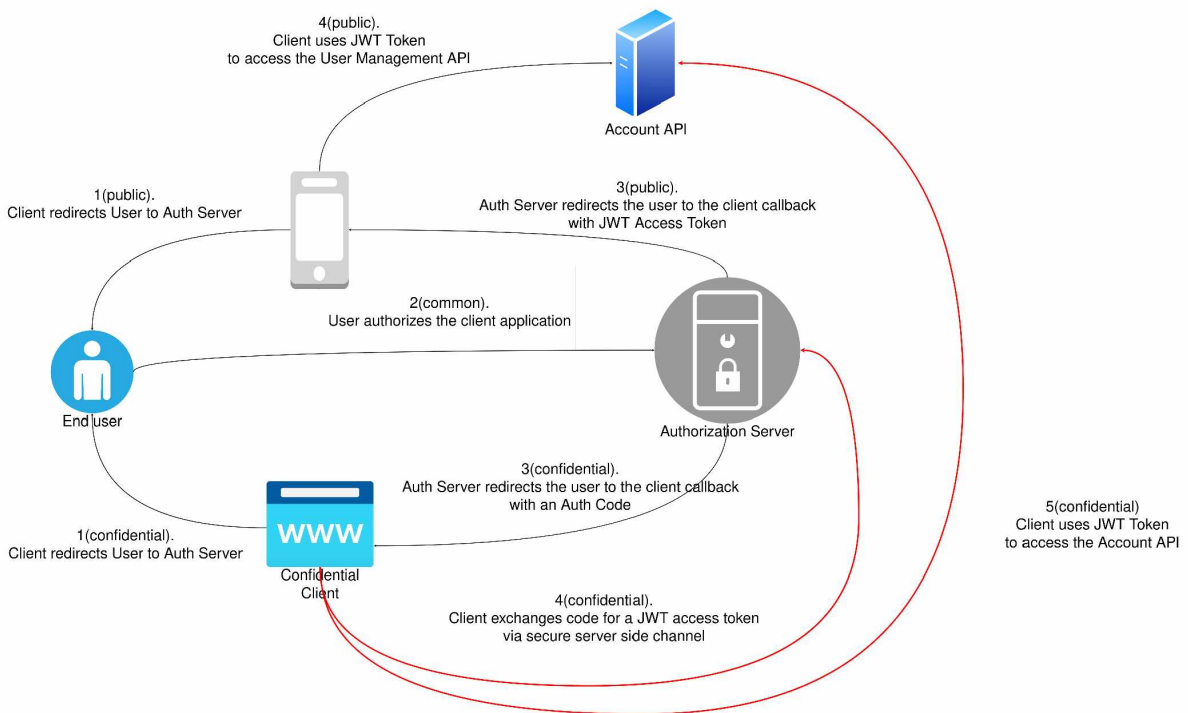 4(public).
Client uses JWT Token
to access the User Management API
Account API
1(public).
Client redirects User to Auth Server
3(public).
Auth Server redirects the user to the client callback
with JWT Access Token
2(common).
User authorizes the client application
End user
Authorization Server
3(confidential).
Auth Server redirects the user to the client callback
with an Auth Code
WWW
1(confidential).
Client redirects User to Auth Server
Confidential
Client
5(confidential)
Client uses JWT Token
to access the Account API
4(confidential).
Client exchanges code for a JWT access token
via secure server side channel